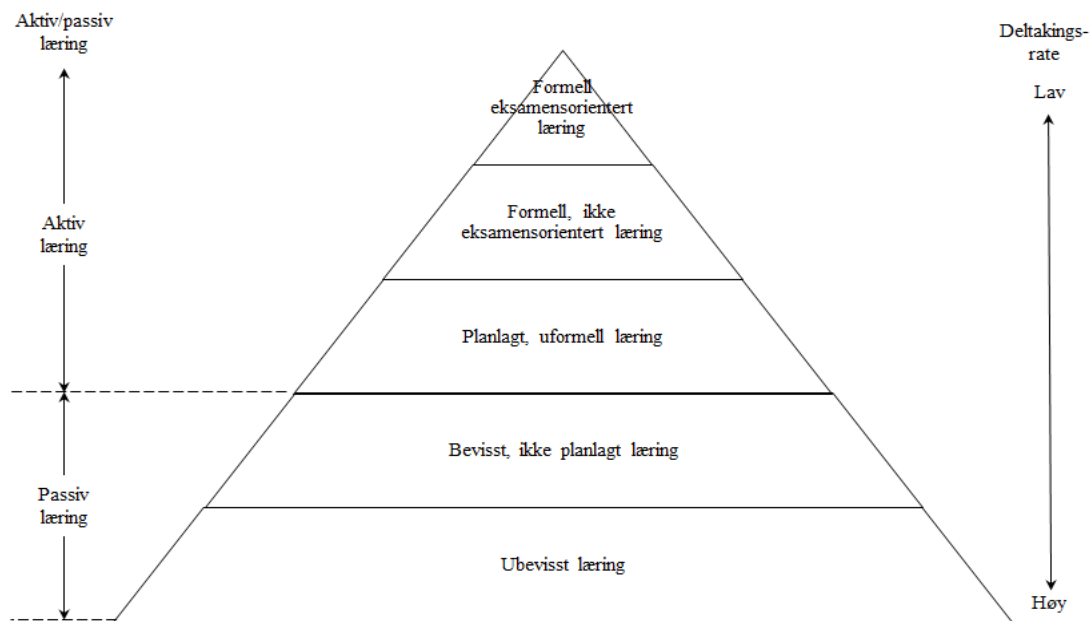 Aktiv/passiv
læring
Deltakings-
rate
Lav
Formell
eksamensorientert
læring
Aktiv
læring
Formell, ikke
eksamensorientert læring
Planlagt, uformell læring
Bevisst, ikke planlagt læring
Passiv
læring
Ubevisst læring
Høy